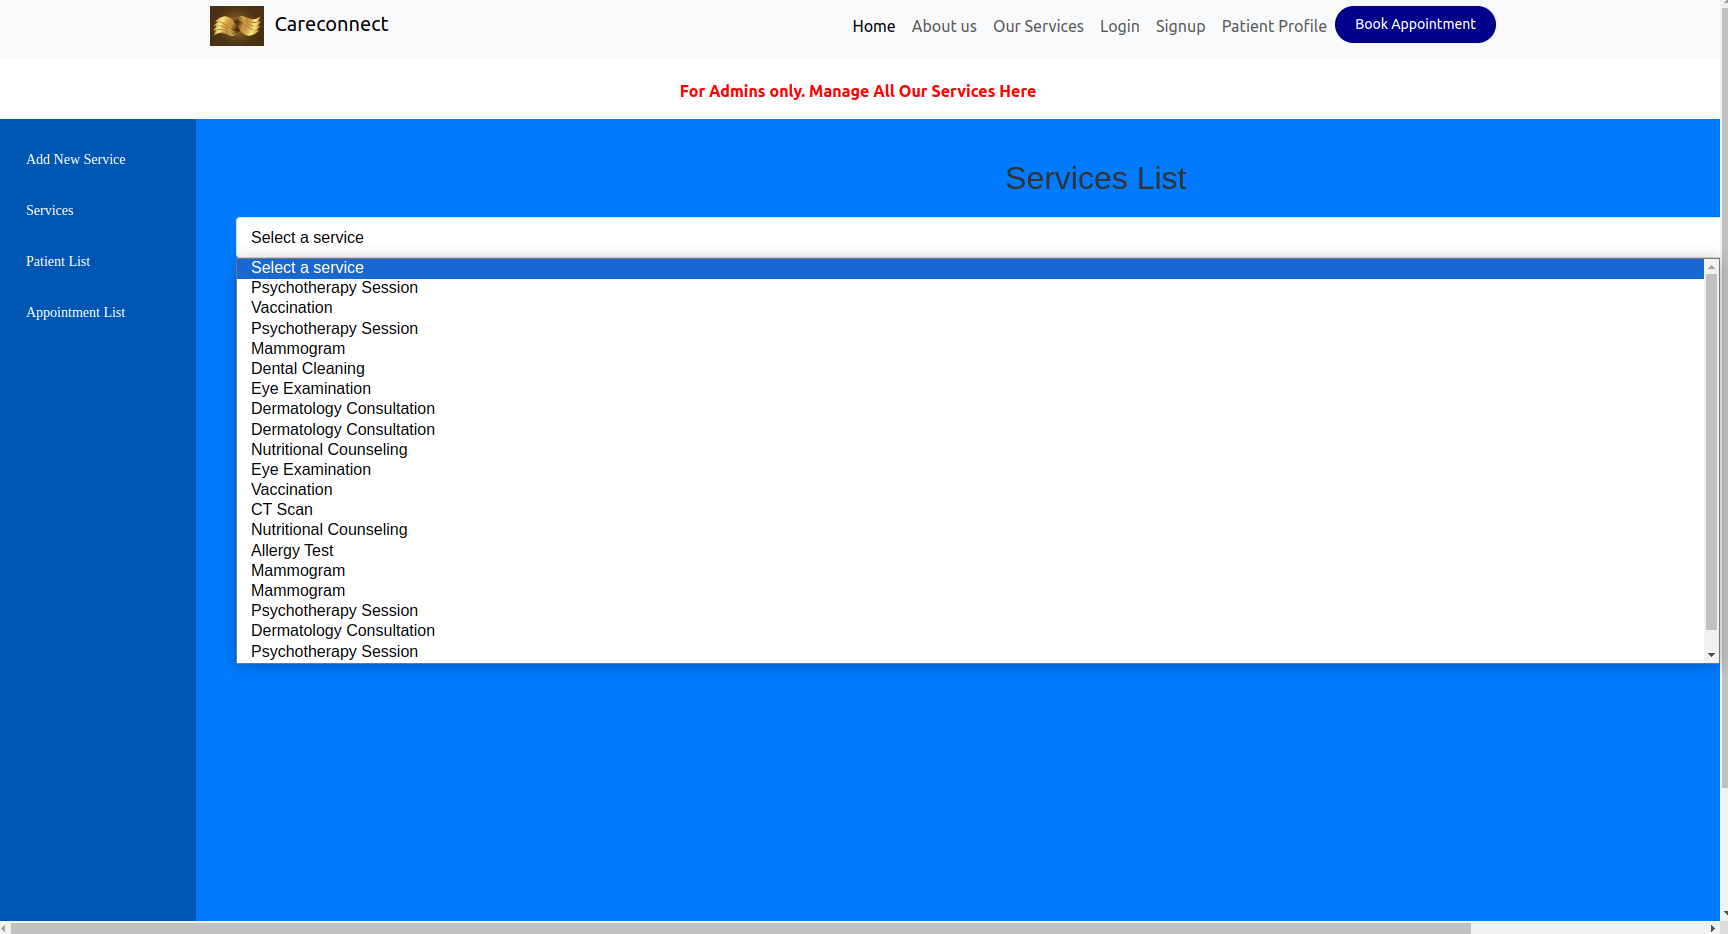 Careconnect
Home About us Our Services Login Signup Patient Profile Book Appointment
For Admins only. Manage All Our Services Here
Add New Service
Services
Patient List
Appointment List
Services List
Select a service
Select a service
Psychotherapy Session
Vaccination
Psychotherapy Session
Mammogram
Dental Cleaning
Eye Examination
Dermatology Consultation
Dermatology Consultation
Nutritional Counseling
Eye Examination
Vaccination
CT Scan
Nutritional Counseling
Allergy Test
Mammogram
Mammogram
Psychotherapy Session
Dermatology Consultation
Psychotherapy Session